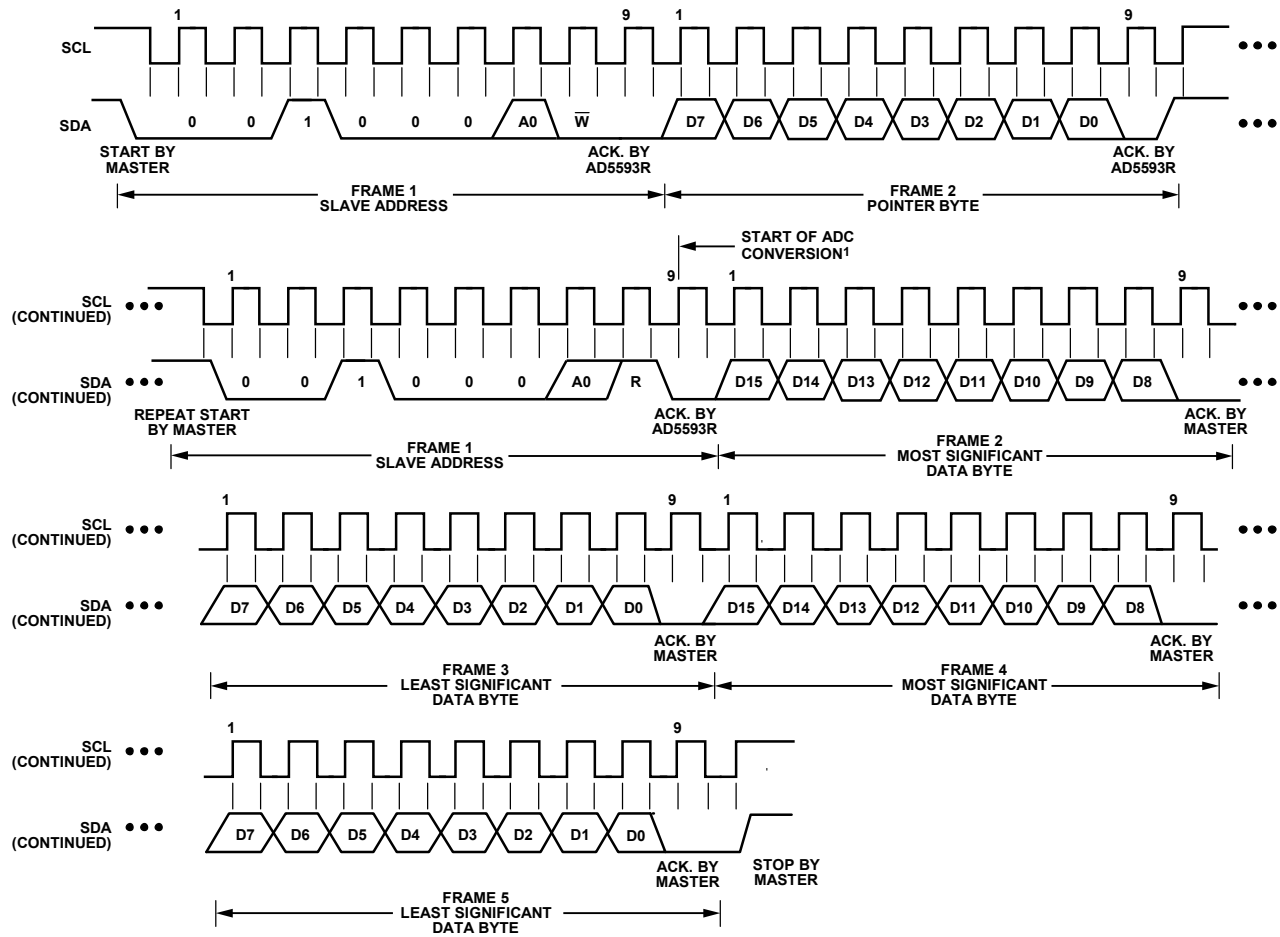 1 9 1 9
SCL
SDA 0 0 1 0 0 0 A0 W̅ D7 D6 D5 D4 D3 D2 D1 D0
START BY
MASTER
ACK. BY
AD5593R
ACK. BY
AD5593R
FRAME 1
SLAVE ADDRESS
FRAME 2
POINTER BYTE
START OF ADC
CONVERSION¹
1 9 1 9
SCL
(CONTINUED)
SDA
(CONTINUED)
0 0 1 0 0 0 A0 R D15 D14 D13 D12 D11 D10 D9 D8
REPEAT START
BY MASTER
ACK. BY
AD5593R
ACK. BY
MASTER
FRAME 1
SLAVE ADDRESS
FRAME 2
MOST SIGNIFICANT
DATA BYTE
1 9 1 9
SCL
(CONTINUED)
SDA
(CONTINUED)
D7 D6 D5 D4 D3 D2 D1 D0 D15 D14 D13 D12 D11 D10 D9 D8
ACK. BY
MASTER
ACK. BY
MASTER
FRAME 3
LEAST SIGNIFICANT
DATA BYTE
FRAME 4
MOST SIGNIFICANT
DATA BYTE
1 9
SCL
(CONTINUED)
SDA
(CONTINUED)
D7 D6 D5 D4 D3 D2 D1 D0
ACK. BY
MASTER
STOP BY
MASTER
FRAME 5
LEAST SIGNIFICANT
DATA BYTE